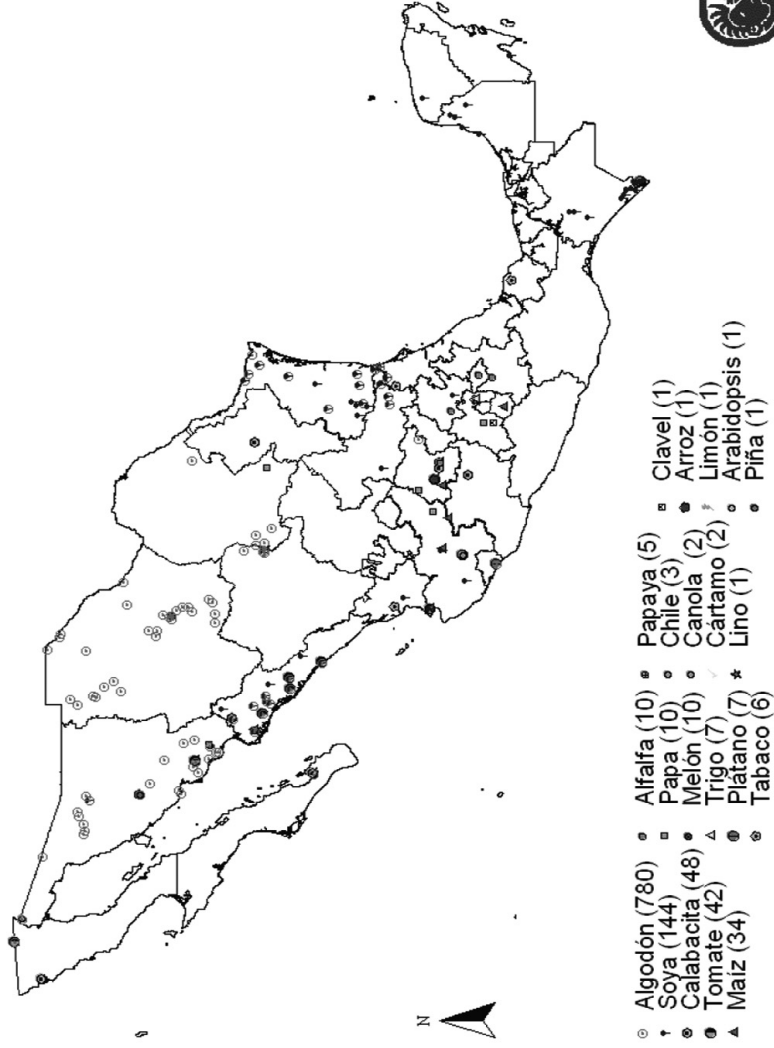 N
Algodón (780)
Soya (144)
Calabacita (48)
Tomate (42)
Maíz (34)
Alfalfa (10)
Papa (10)
Melón (10)
Trigo (7)
Plátano (7)
Tabaco (6)
Papaya (5)
Chile (3)
Canola (2)
Cártamo (2)
Lino (1)
Clavel (1)
Arroz (1)
Limón (1)
Arabidopsis (1)
Piña (1)